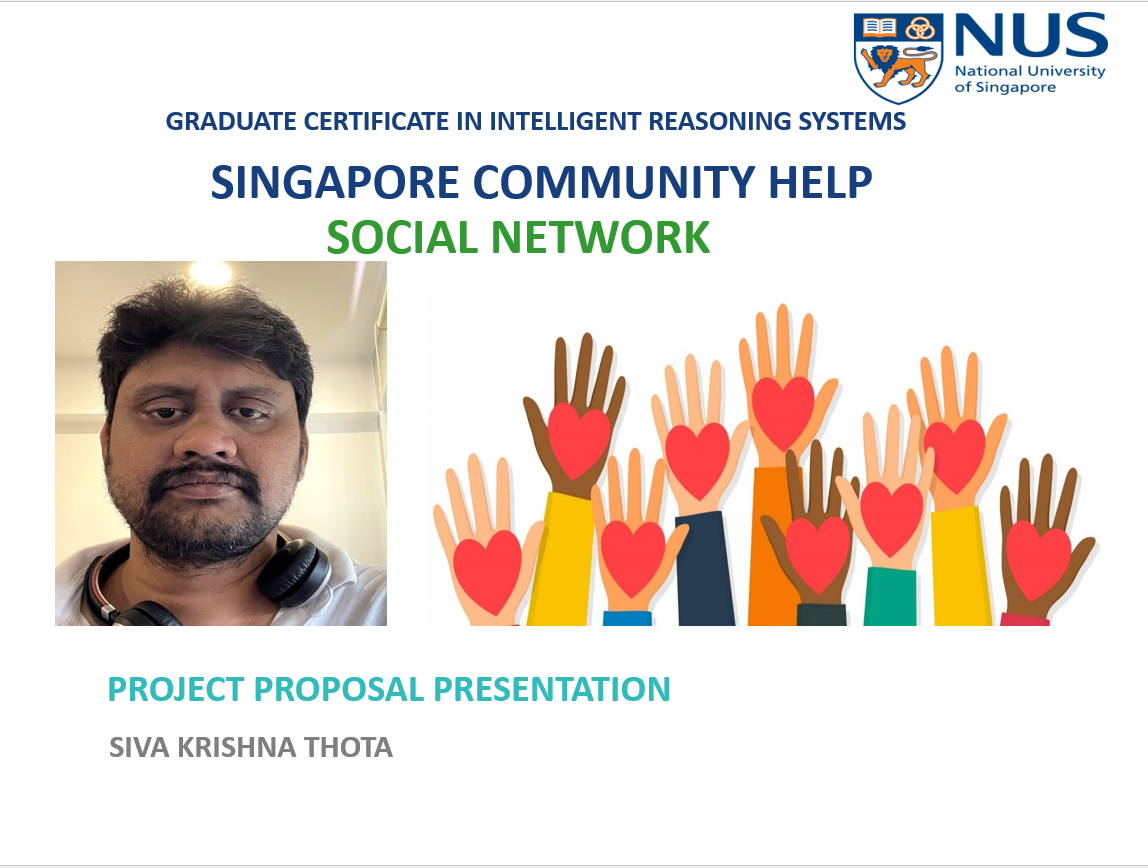 NUS
National University
of Singapore
GRADUATE CERTIFICATE IN INTELLIGENT REASONING SYSTEMS
SINGAPORE COMMUNITY HELP
SOCIAL NETWORK
PROJECT PROPOSAL PRESENTATION
SIVA KRISHNA THOTA